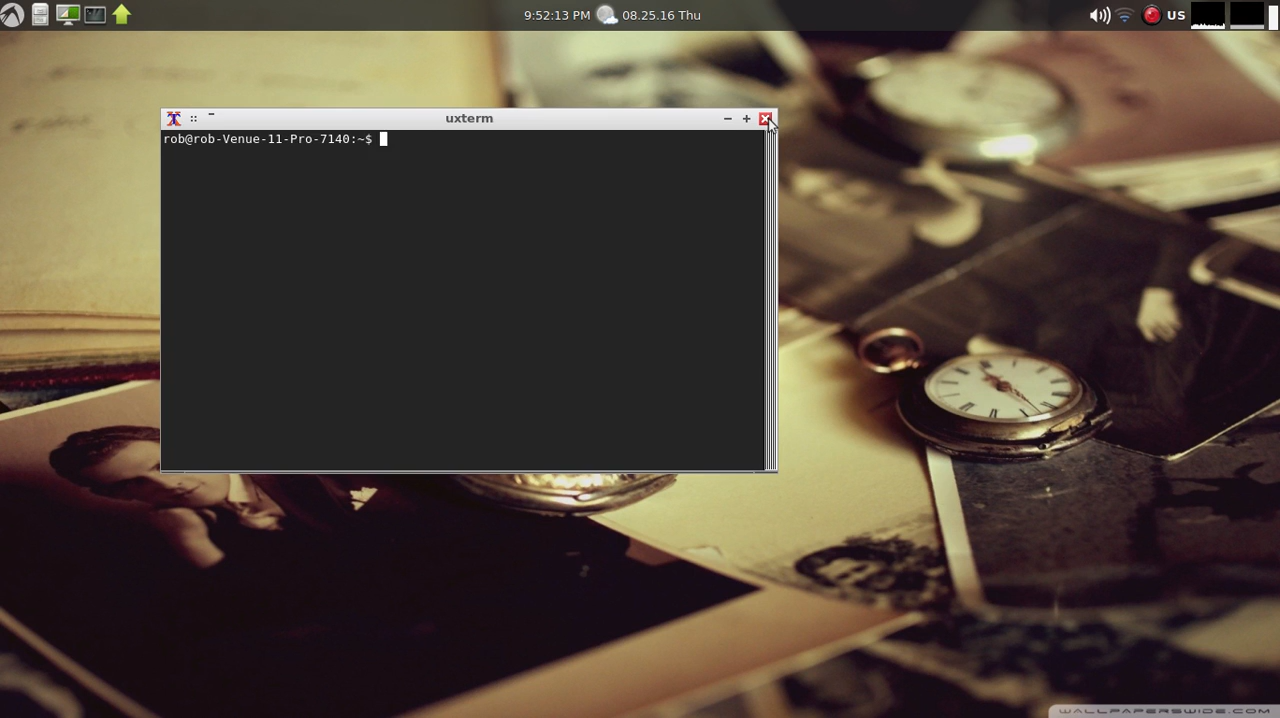 9:52:13 PM 08.25.16 Thu US
uxterm
rob@rob-Venue-11-Pro-7140:~$
WALLPAPERSWIDE.COM